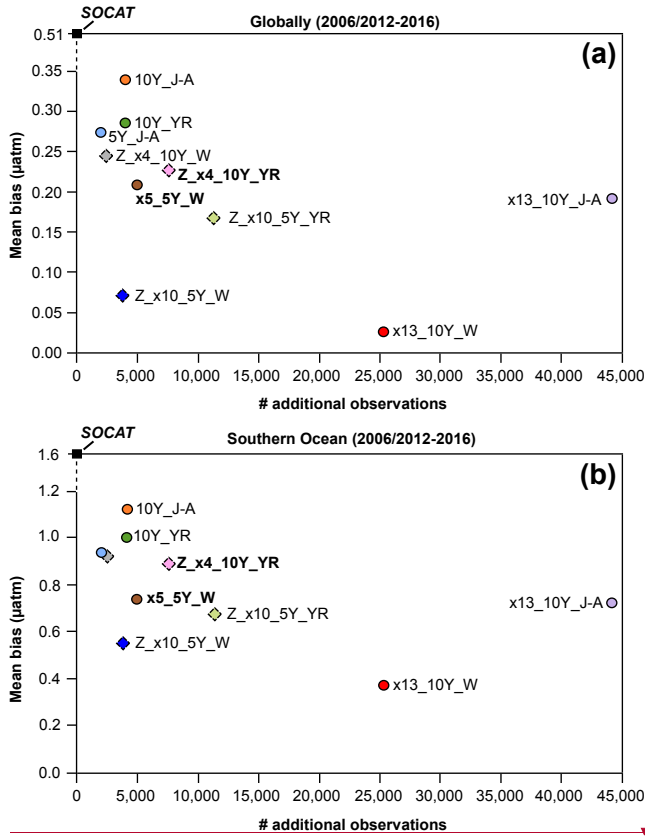 SOCAT
Globally (2006/2012-2016)
(a)
0.51
0.35
0.30
0.25
0.20
0.15
0.10
0.05
0.00
Mean bias (µatm)
10Y_J-A
10Y_YR
5Y_J-A
Z_x4_10Y_W
Z_x4_10Y_YR
x5_5Y_W
x13_10Y_J-A
Z_x10_5Y_YR
Z_x10_5Y_W
x13_10Y_W
0 5,000 10,000 15,000 20,000 25,000 30,000 35,000 40,000 45,000
# additional observations
SOCAT
Southern Ocean (2006/2012-2016)
(b)
1.6
1.2
1.0
0.8
0.6
0.4
0.2
0.0
Mean bias (µatm)
10Y_J-A
10Y_YR
Z_x4_10Y_YR
x5_5Y_W
x13_10Y_J-A
Z_x10_5Y_YR
Z_x10_5Y_W
x13_10Y_W
0 5,000 10,000 15,000 20,000 25,000 30,000 35,000 40,000 45,000
# additional observations